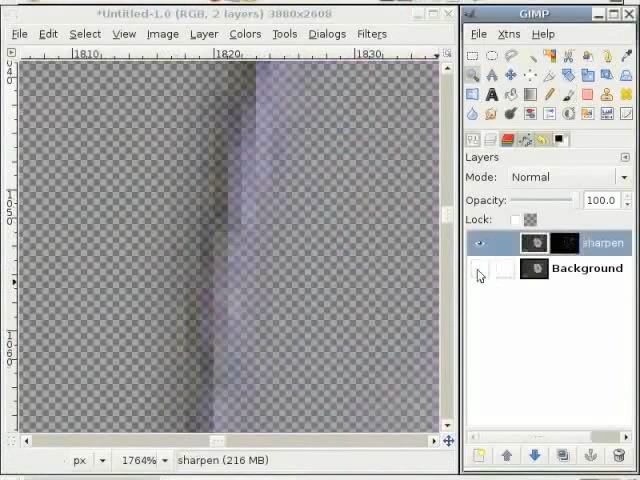 *Untitled-1.0 (RGB, 2 layers) 3880x2608
File Edit Select View Image Layer Colors Tools Dialogs Filters
1810 1820 1830
1050
1060
px 1764% sharpen (216 MB)
GIMP
File Xtns Help
Layers
Mode: Normal
Opacity: 100.0
Lock:
sharpen
Background